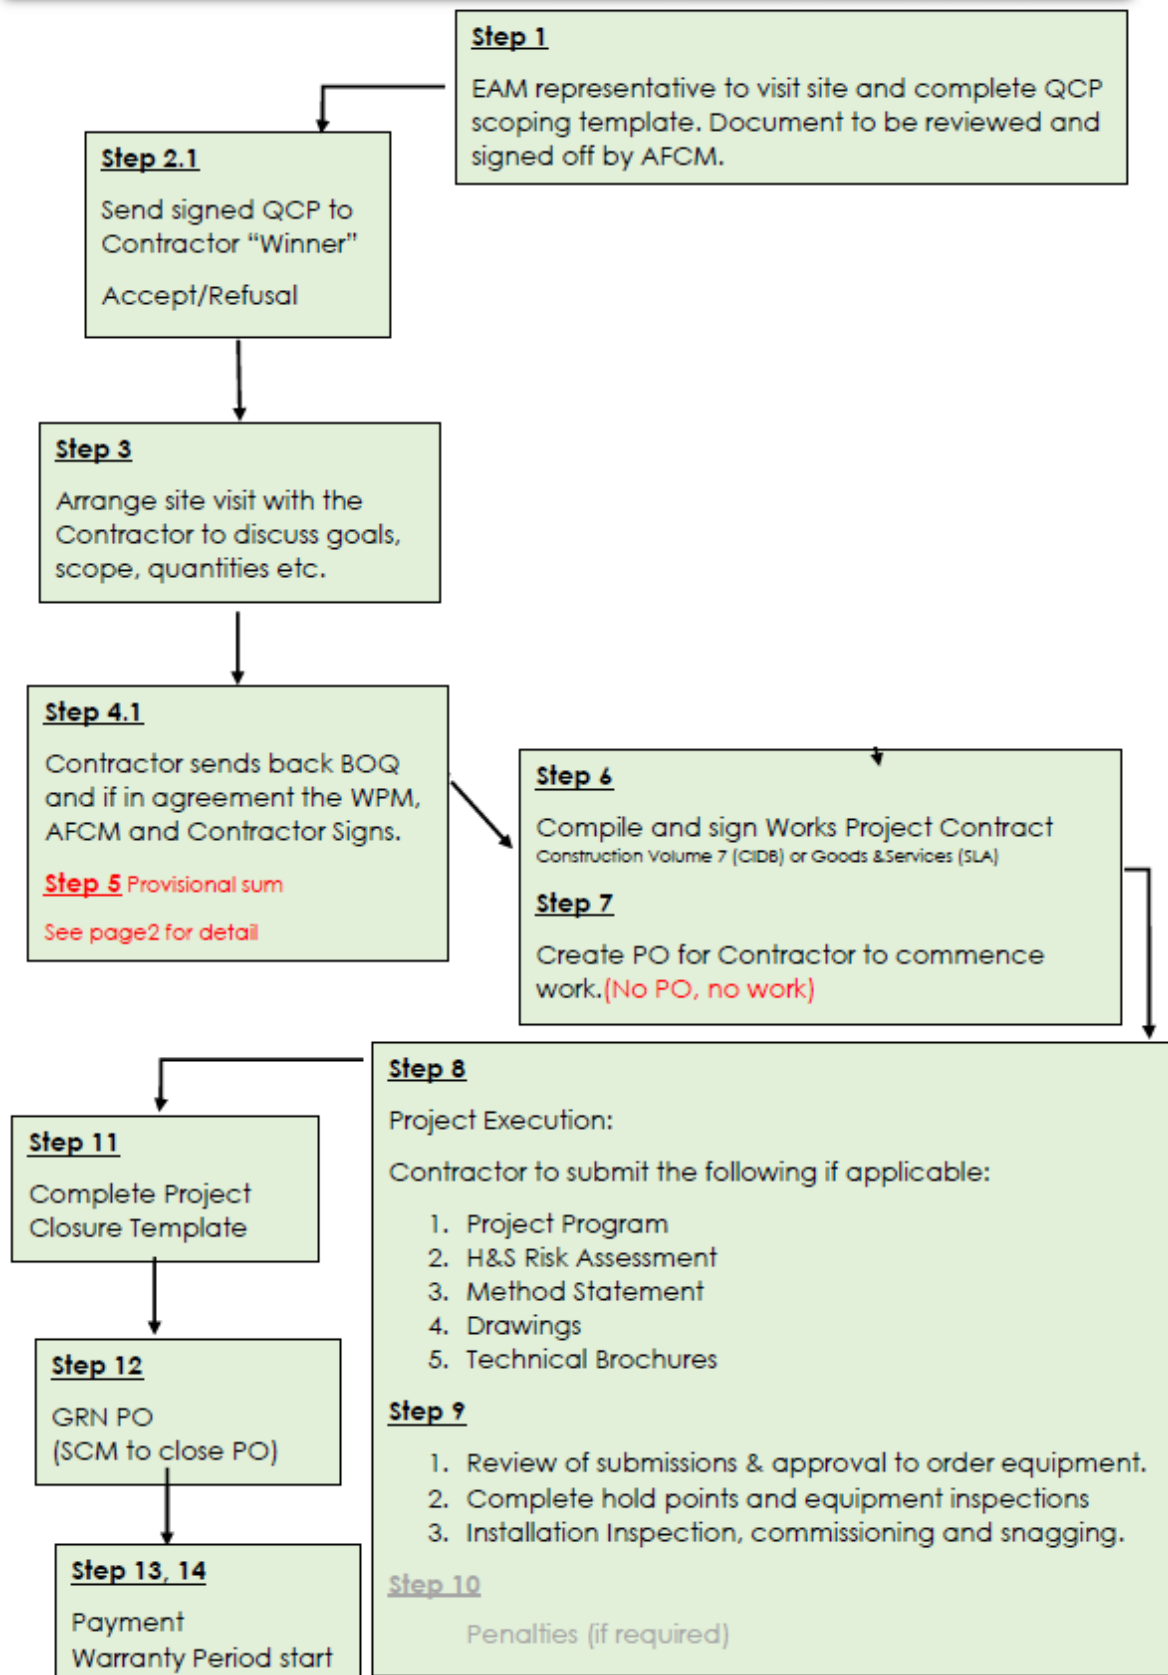 Step 1
EAM representative to visit site and complete QCP
scoping template. Document to be reviewed and
signed off by AFCM.
Step 2.1
Send signed QCP to
Contractor “Winner”
Accept/Refusal
Step 3
Arrange site visit with the
Contractor to discuss goals,
scope, quantities etc.
Step 4.1
Contractor sends back BOQ
and if in agreement the WPM,
AFCM and Contractor Signs.
Step 5 Provisional sum
See page2 for detail
Step 6
Compile and sign Works Project Contract
Construction Volume 7 (CIDB) or Goods &Services (SLA)
Step 7
Create PO for Contractor to commence
work.(No PO, no work)
Step 8
Project Execution:
Contractor to submit the following if applicable:
1. Project Program
2. H&S Risk Assessment
3. Method Statement
4. Drawings
5. Technical Brochures
Step 9
1. Review of submissions & approval to order equipment.
2. Complete hold points and equipment inspections
3. Installation Inspection, commissioning and snagging.
Step 10
Penalties (if required)
Step 11
Complete Project
Closure Template
Step 12
GRN PO
(SCM to close PO)
Step 13, 14
Payment
Warranty Period start